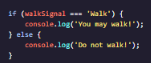 if (walkSignal === 'Walk') {
    console.log('You may walk!');
} else {
    console.log('Do not walk!');
}